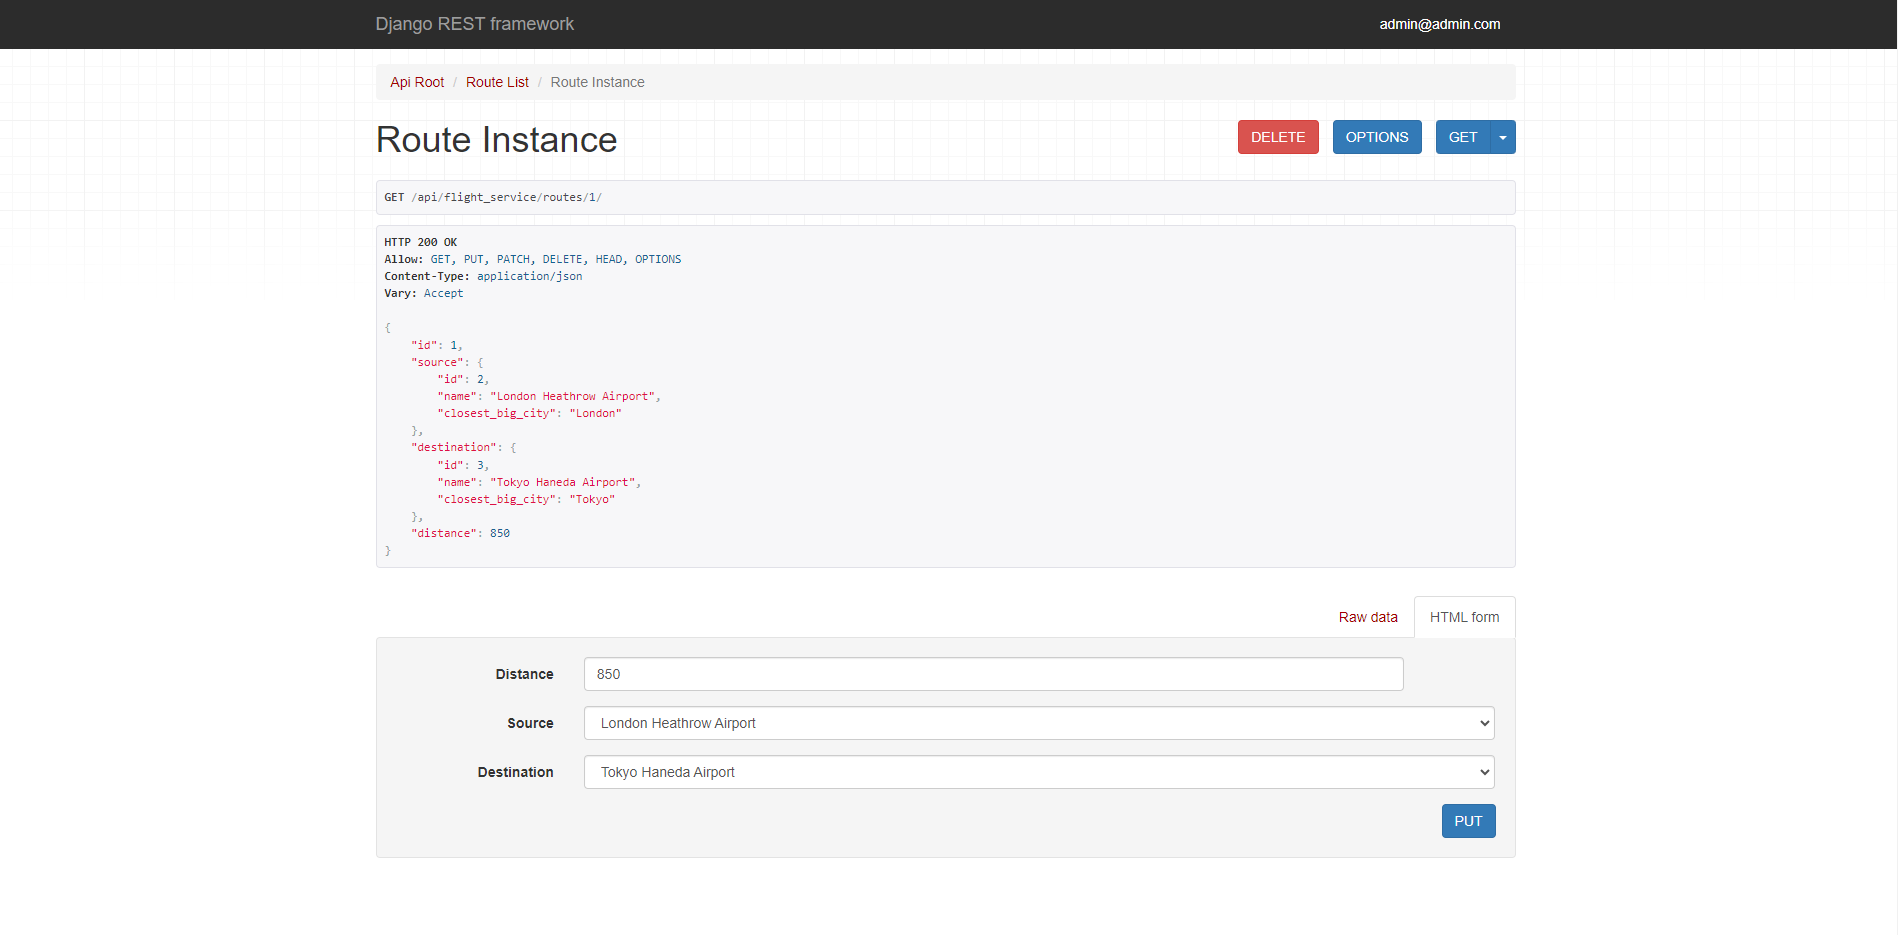 Django REST framework
admin@admin.com
Api Root / Route List / Route Instance
Route Instance
DELETE
OPTIONS
GET
GET /api/flight_service/routes/1/
HTTP 200 OK
Allow: GET, PUT, PATCH, DELETE, HEAD, OPTIONS
Content-Type: application/json
Vary: Accept
{
    "id": 1,
    "source": {
        "id": 2,
        "name": "London Heathrow Airport",
        "closest_big_city": "London"
    },
    "destination": {
        "id": 3,
        "name": "Tokyo Haneda Airport",
        "closest_big_city": "Tokyo"
    },
    "distance": 850
}
Raw data
HTML form
Distance
850
Source
London Heathrow Airport
Destination
Tokyo Haneda Airport
PUT